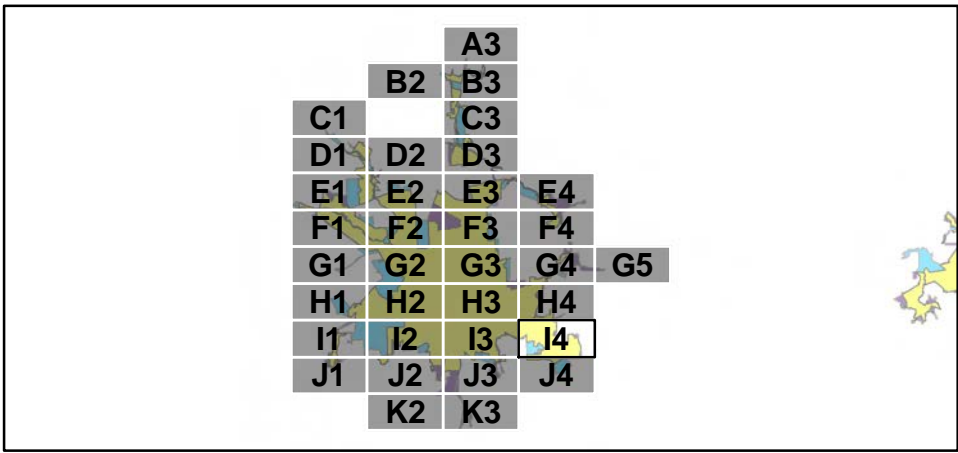 A3
B2 B3
C1 C3
D1 D2 D3
E1 E2 E3 E4
F1 F2 F3 F4
G1 G2 G3 G4 G5
H1 H2 H3 H4
I1 I2 I3 I4
J1 J2 J3 J4
K2 K3